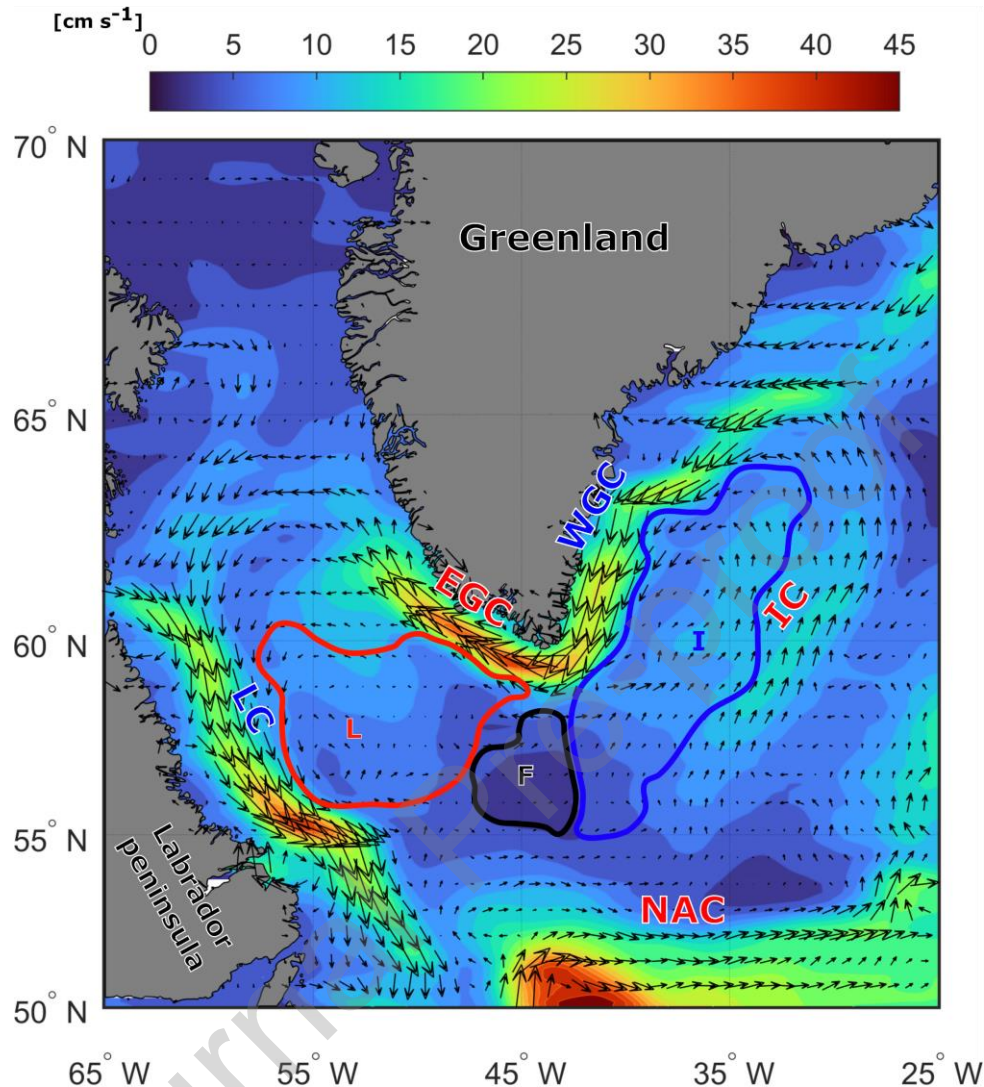 [cm s-1]
0 5 10 15 20 25 30 35 40 45
70° N
Greenland
65° N
WGC
EGC
IC
60° N
I
LC
L
F
55° N
Labrador
peninsula
NAC
50° N
65° W 55° W 45° W 35° W 25° W